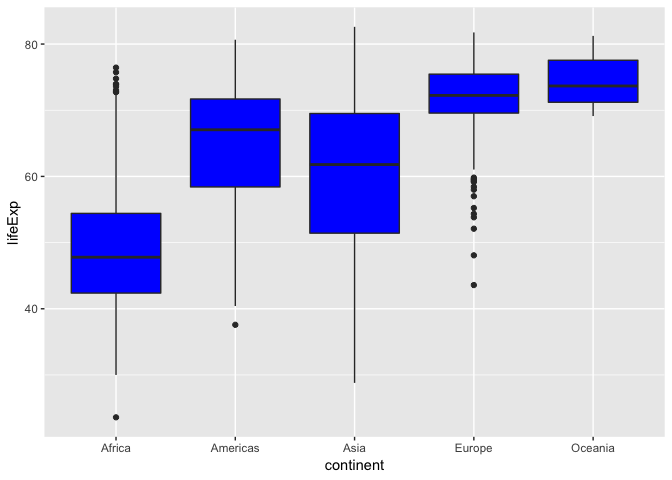 80
60
40
lifeExp
Africa
Americas
Asia
Europe
Oceania
continent